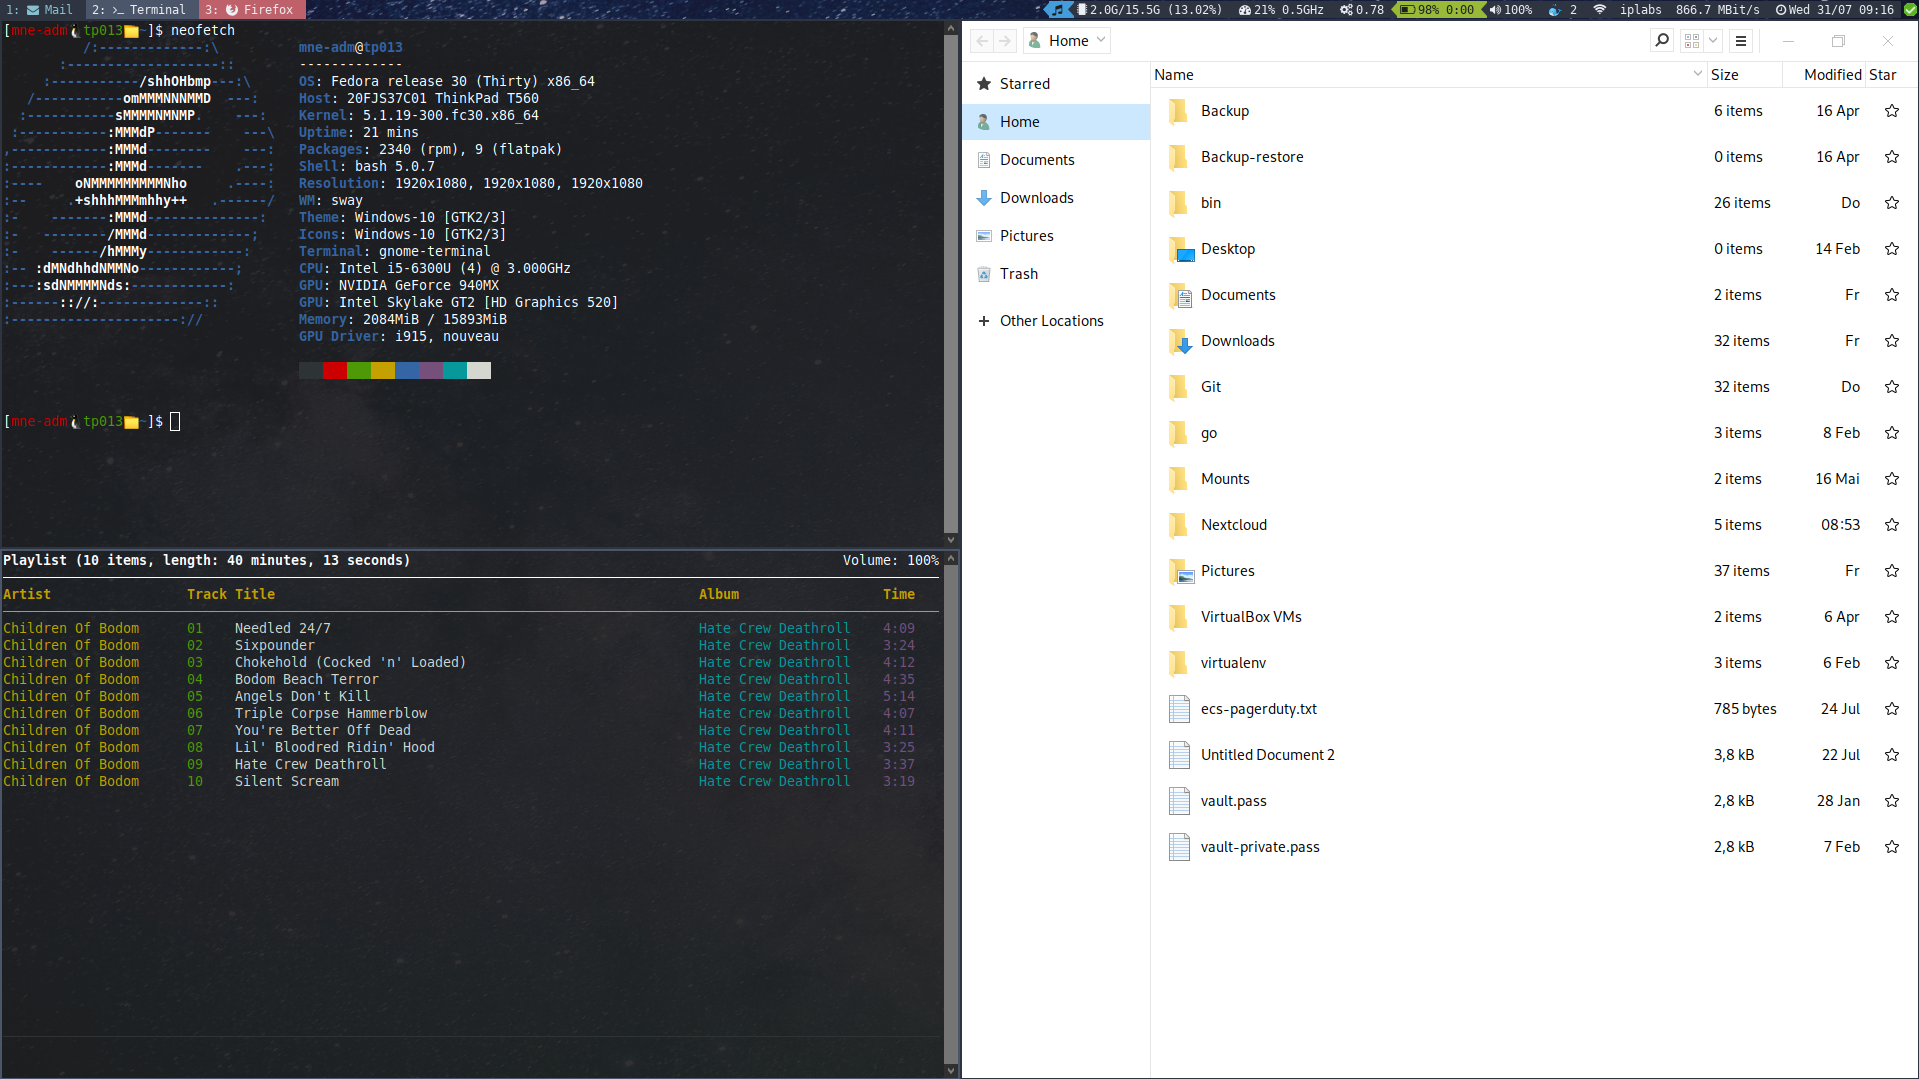 1: Mail 2: Terminal 3: Firefox 2.0G/15.5G (13.02%) 21% 0.5GHz 0.78 98% 0:00 100% 2 iplabs 866.7 MBit/s Wed 31/07 09:16
[mne-adm tp013 ~]$ neofetch
/:-------------:\ mne-adm@tp013
:-------------------:: -------------
:-----------/shhOHbmp---:\ OS: Fedora release 30 (Thirty) x86_64
/-----------omMMMNNNMMD ---: Host: 20FJS37C01 ThinkPad T560
:-----------sMMMMNMNMP. ---: Kernel: 5.1.19-300.fc30.x86_64
:-----------:MMMdP------- ---\ Uptime: 21 mins
,------------:MMMd-------- ---: Packages: 2340 (rpm), 9 (flatpak)
:------------:MMMd------- .---: Shell: bash 5.0.7
:---- oNMMMMMMMMMNho .----: Resolution: 1920x1080, 1920x1080, 1920x1080
:-- .+shhhMMMmhhy++ .------/ WM: sway
:- -------:MMMd--------------: Theme: Windows-10 [GTK2/3]
:- --------/MMMd-------------; Icons: Windows-10 [GTK2/3]
:- ------/hMMMy------------: Terminal: gnome-terminal
:-- :dMNdhhdNMMNo------------; CPU: Intel i5-6300U (4) @ 3.000GHz
:---:sdNMMMMNds:------------: GPU: NVIDIA GeForce 940MX
:------:://:-------------:: GPU: Intel Skylake GT2 [HD Graphics 520]
:---------------------:// Memory: 2084MiB / 15893MiB
GPU Driver: i915, nouveau
[mne-adm tp013 ~]$
Playlist (10 items, length: 40 minutes, 13 seconds) Volume: 100%
Artist Track Title Album Time
Children Of Bodom 01 Needled 24/7 Hate Crew Deathroll 4:09
Children Of Bodom 02 Sixpounder Hate Crew Deathroll 3:24
Children Of Bodom 03 Chokehold (Cocked 'n' Loaded) Hate Crew Deathroll 4:12
Children Of Bodom 04 Bodom Beach Terror Hate Crew Deathroll 4:35
Children Of Bodom 05 Angels Don't Kill Hate Crew Deathroll 5:14
Children Of Bodom 06 Triple Corpse Hammerblow Hate Crew Deathroll 4:07
Children Of Bodom 07 You're Better Off Dead Hate Crew Deathroll 4:11
Children Of Bodom 08 Lil' Bloodred Ridin' Hood Hate Crew Deathroll 3:25
Children Of Bodom 09 Hate Crew Deathroll Hate Crew Deathroll 3:37
Children Of Bodom 10 Silent Scream Hate Crew Deathroll 3:19
Home
Starred
Home
Documents
Downloads
Pictures
Trash
+ Other Locations
Name Size Modified Star
Backup 6 items 16 Apr
Backup-restore 0 items 16 Apr
bin 26 items Do
Desktop 0 items 14 Feb
Documents 2 items Fr
Downloads 32 items Fr
Git 32 items Do
go 3 items 8 Feb
Mounts 2 items 16 Mai
Nextcloud 5 items 08:53
Pictures 37 items Fr
VirtualBox VMs 2 items 6 Apr
virtualenv 3 items 6 Feb
ecs-pagerduty.txt 785 bytes 24 Jul
Untitled Document 2 3,8 kB 22 Jul
vault.pass 2,8 kB 28 Jan
vault-private.pass 2,8 kB 7 Feb